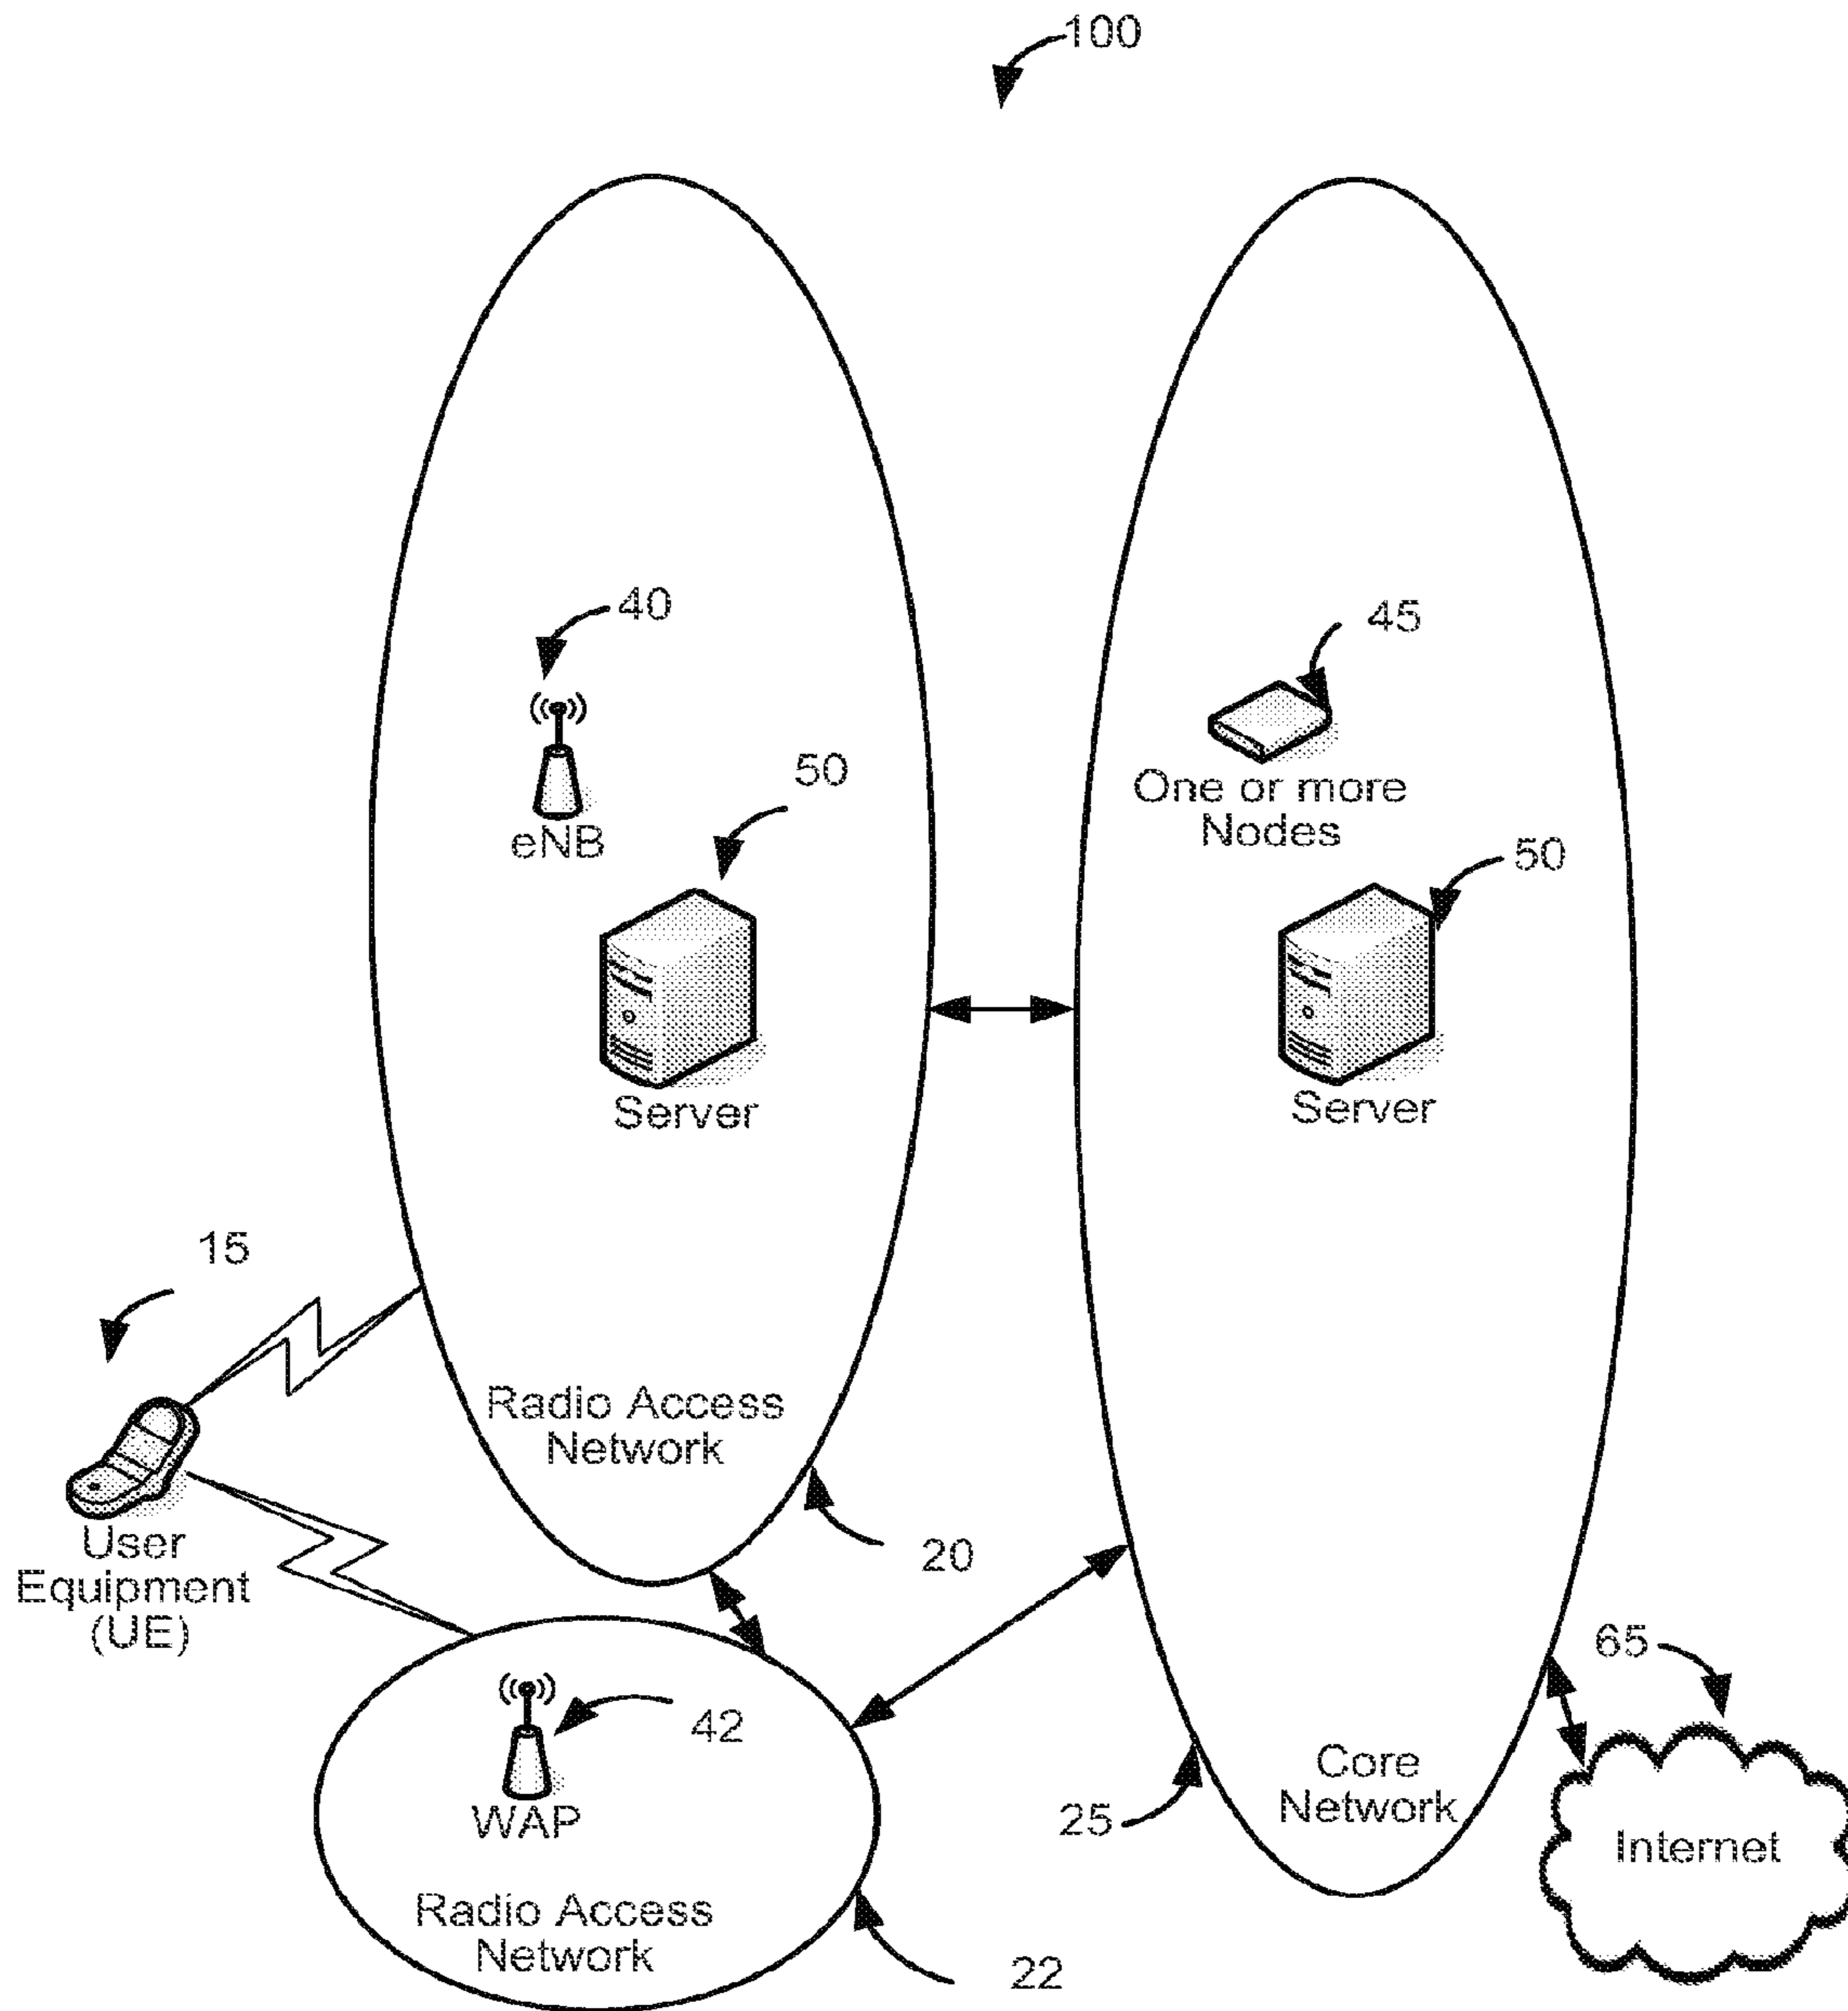 100
40
eNB
50
Server
45
One or more
Nodes
50
Server
15
User
Equipment
(UE)
Radio Access
Network
20
42
WAP
Radio Access
Network
22
25
Core
Network
65
Internet